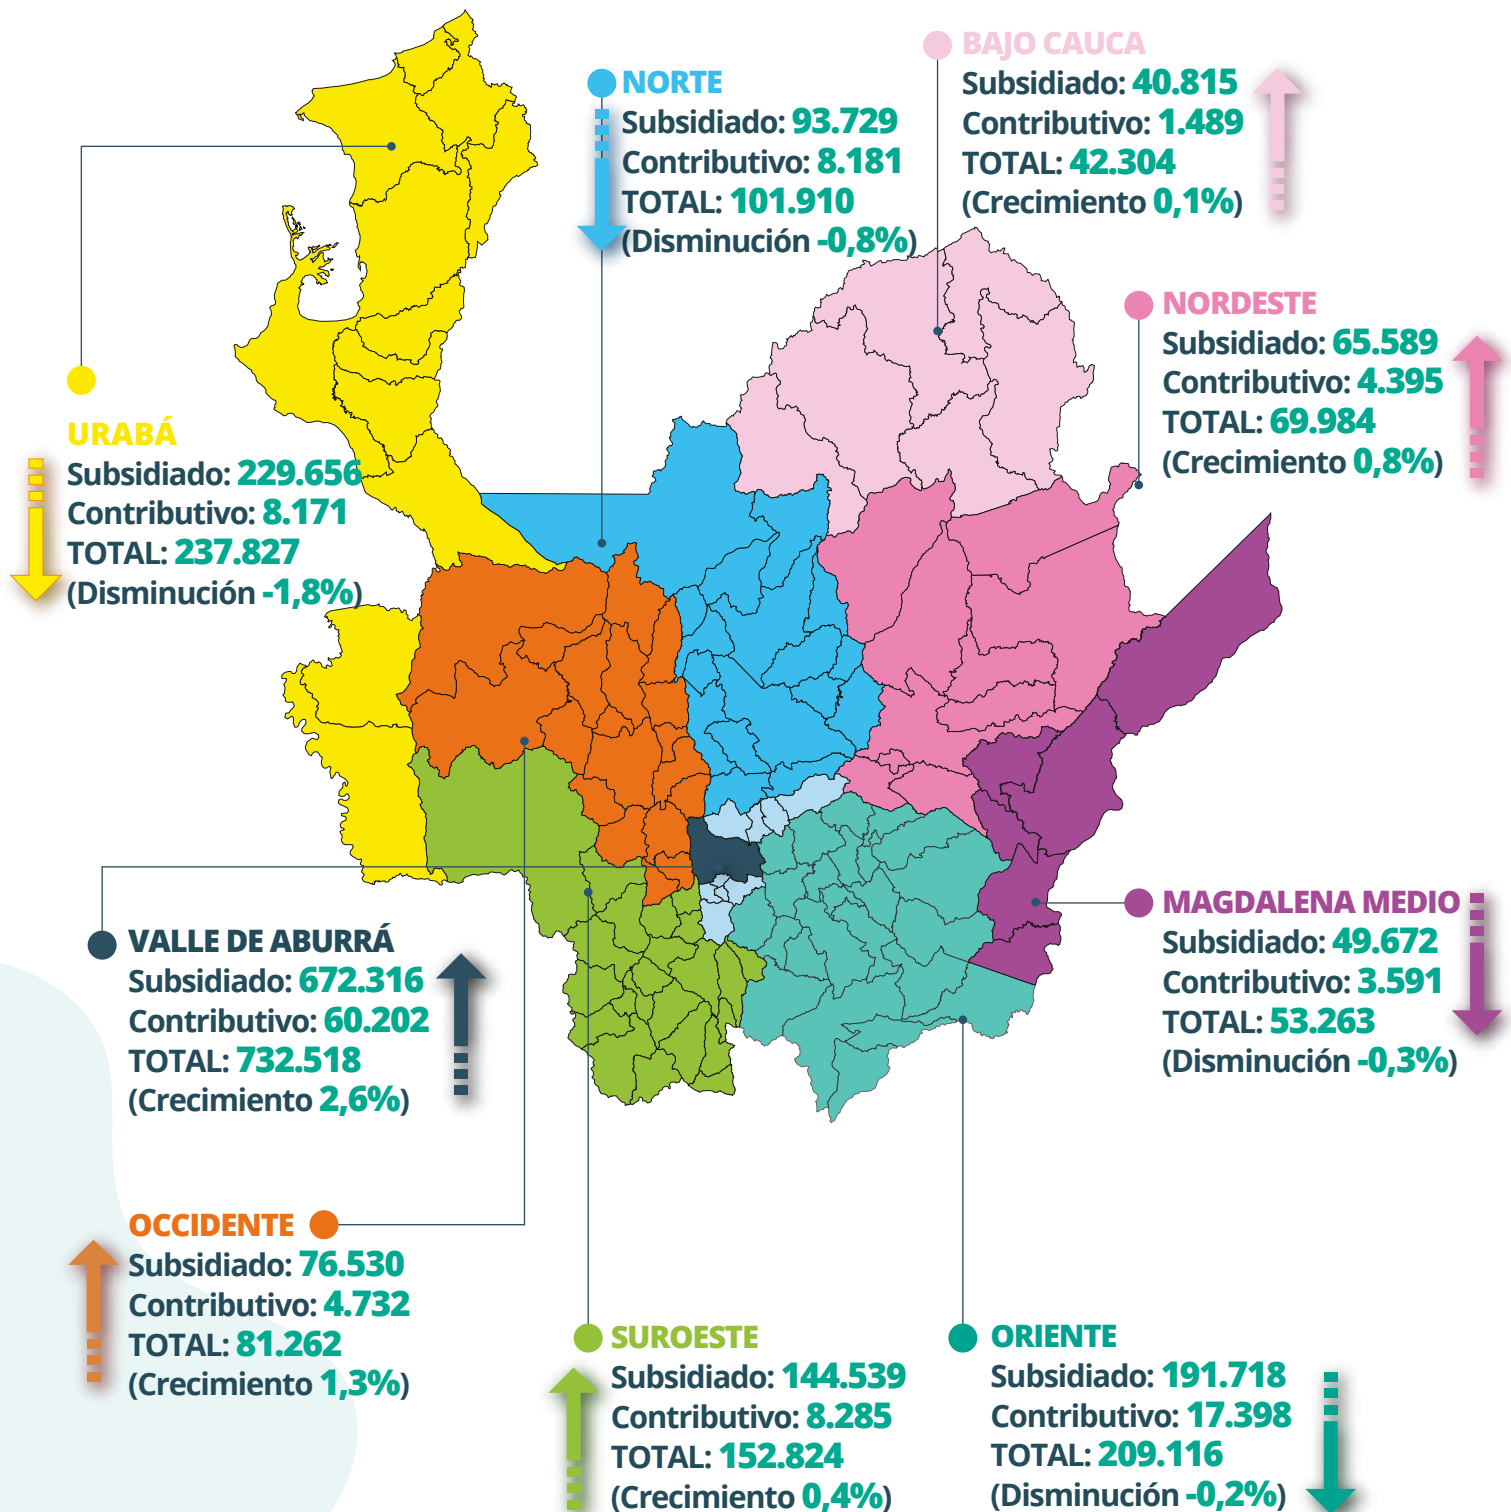 BAJO CAUCA
Subsidiado: 40.815
Contributivo: 1.489
TOTAL: 42.304
(Crecimiento 0,1%)
NORTE
Subsidiado: 93.729
Contributivo: 8.181
TOTAL: 101.910
(Disminución -0,8%)
NORDESTE
Subsidiado: 65.589
Contributivo: 4.395
TOTAL: 69.984
(Crecimiento 0,8%)
URABÁ
Subsidiado: 229.656
Contributivo: 8.171
TOTAL: 237.827
(Disminución -1,8%)
MAGDALENA MEDIO
Subsidiado: 49.672
Contributivo: 3.591
TOTAL: 53.263
(Disminución -0,3%)
VALLE DE ABURRÁ
Subsidiado: 672.316
Contributivo: 60.202
TOTAL: 732.518
(Crecimiento 2,6%)
OCCIDENTE
Subsidiado: 76.530
Contributivo: 4.732
TOTAL: 81.262
(Crecimiento 1,3%)
SUROESTE
Subsidiado: 144.539
Contributivo: 8.285
TOTAL: 152.824
(Crecimiento 0,4%)
ORIENTE
Subsidiado: 191.718
Contributivo: 17.398
TOTAL: 209.116
(Disminución -0,2%)